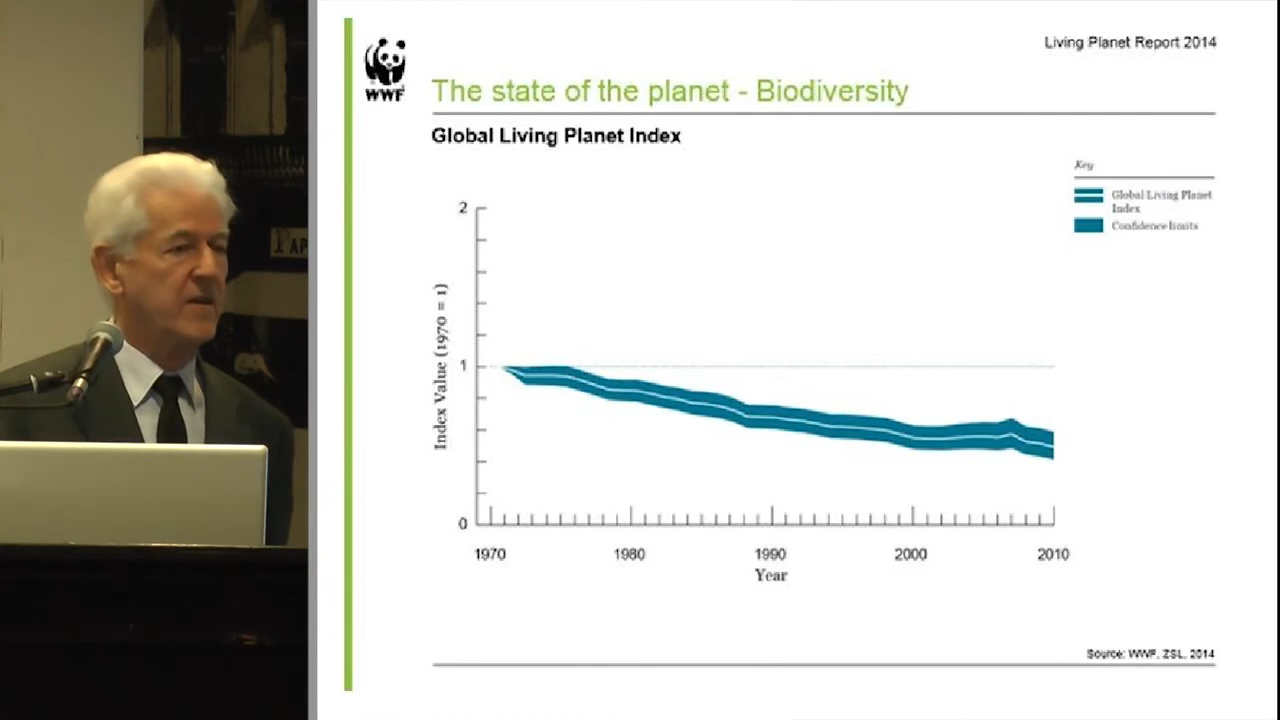 Living Planet Report 2014
WWF
The state of the planet - Biodiversity
Global Living Planet Index
Key
Global Living Planet
Index
Confidence limits
2
1
0
Index Value (1970 = 1)
1970
1980
1990
2000
2010
Year
Source: WWF, ZSL, 2014
AP